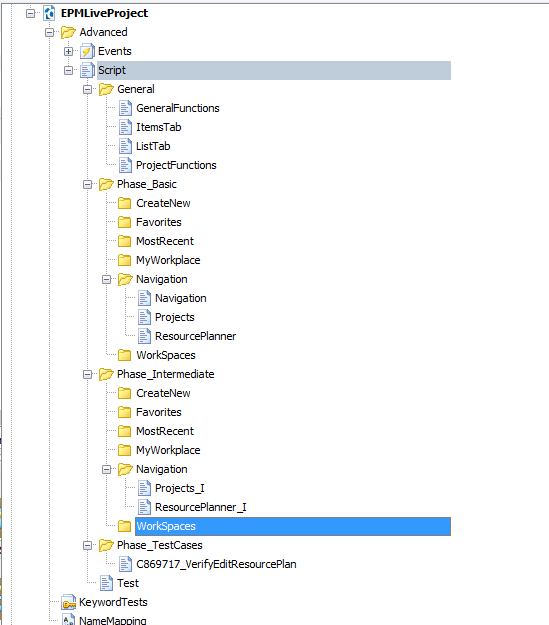 EPMLiveProject
Advanced
Events
Script
General
GeneralFunctions
ItemsTab
ListTab
ProjectFunctions
Phase_Basic
CreateNew
Favorites
MostRecent
MyWorkplace
Navigation
Navigation
Projects
ResourcePlanner
WorkSpaces
Phase_Intermediate
CreateNew
Favorites
MostRecent
MyWorkplace
Navigation
Projects_I
ResourcePlanner_I
WorkSpaces
Phase_TestCases
C869717_VerifyEditResourcePlan
Test
KeywordTests
NameMapping